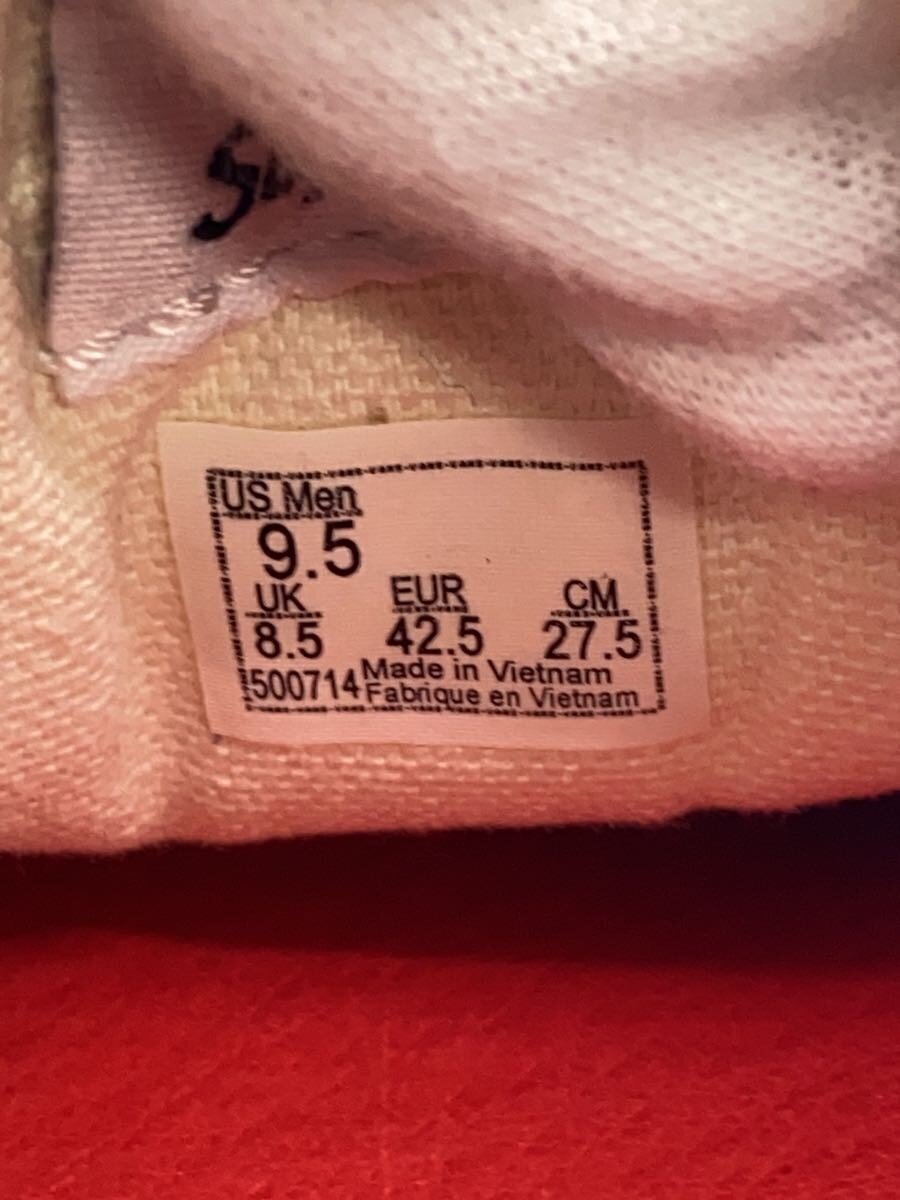 US Men
9.5
UK EUR CM
8.5 42.5 27.5
500714 Made in Vietnam
Fabrique en Vietnam